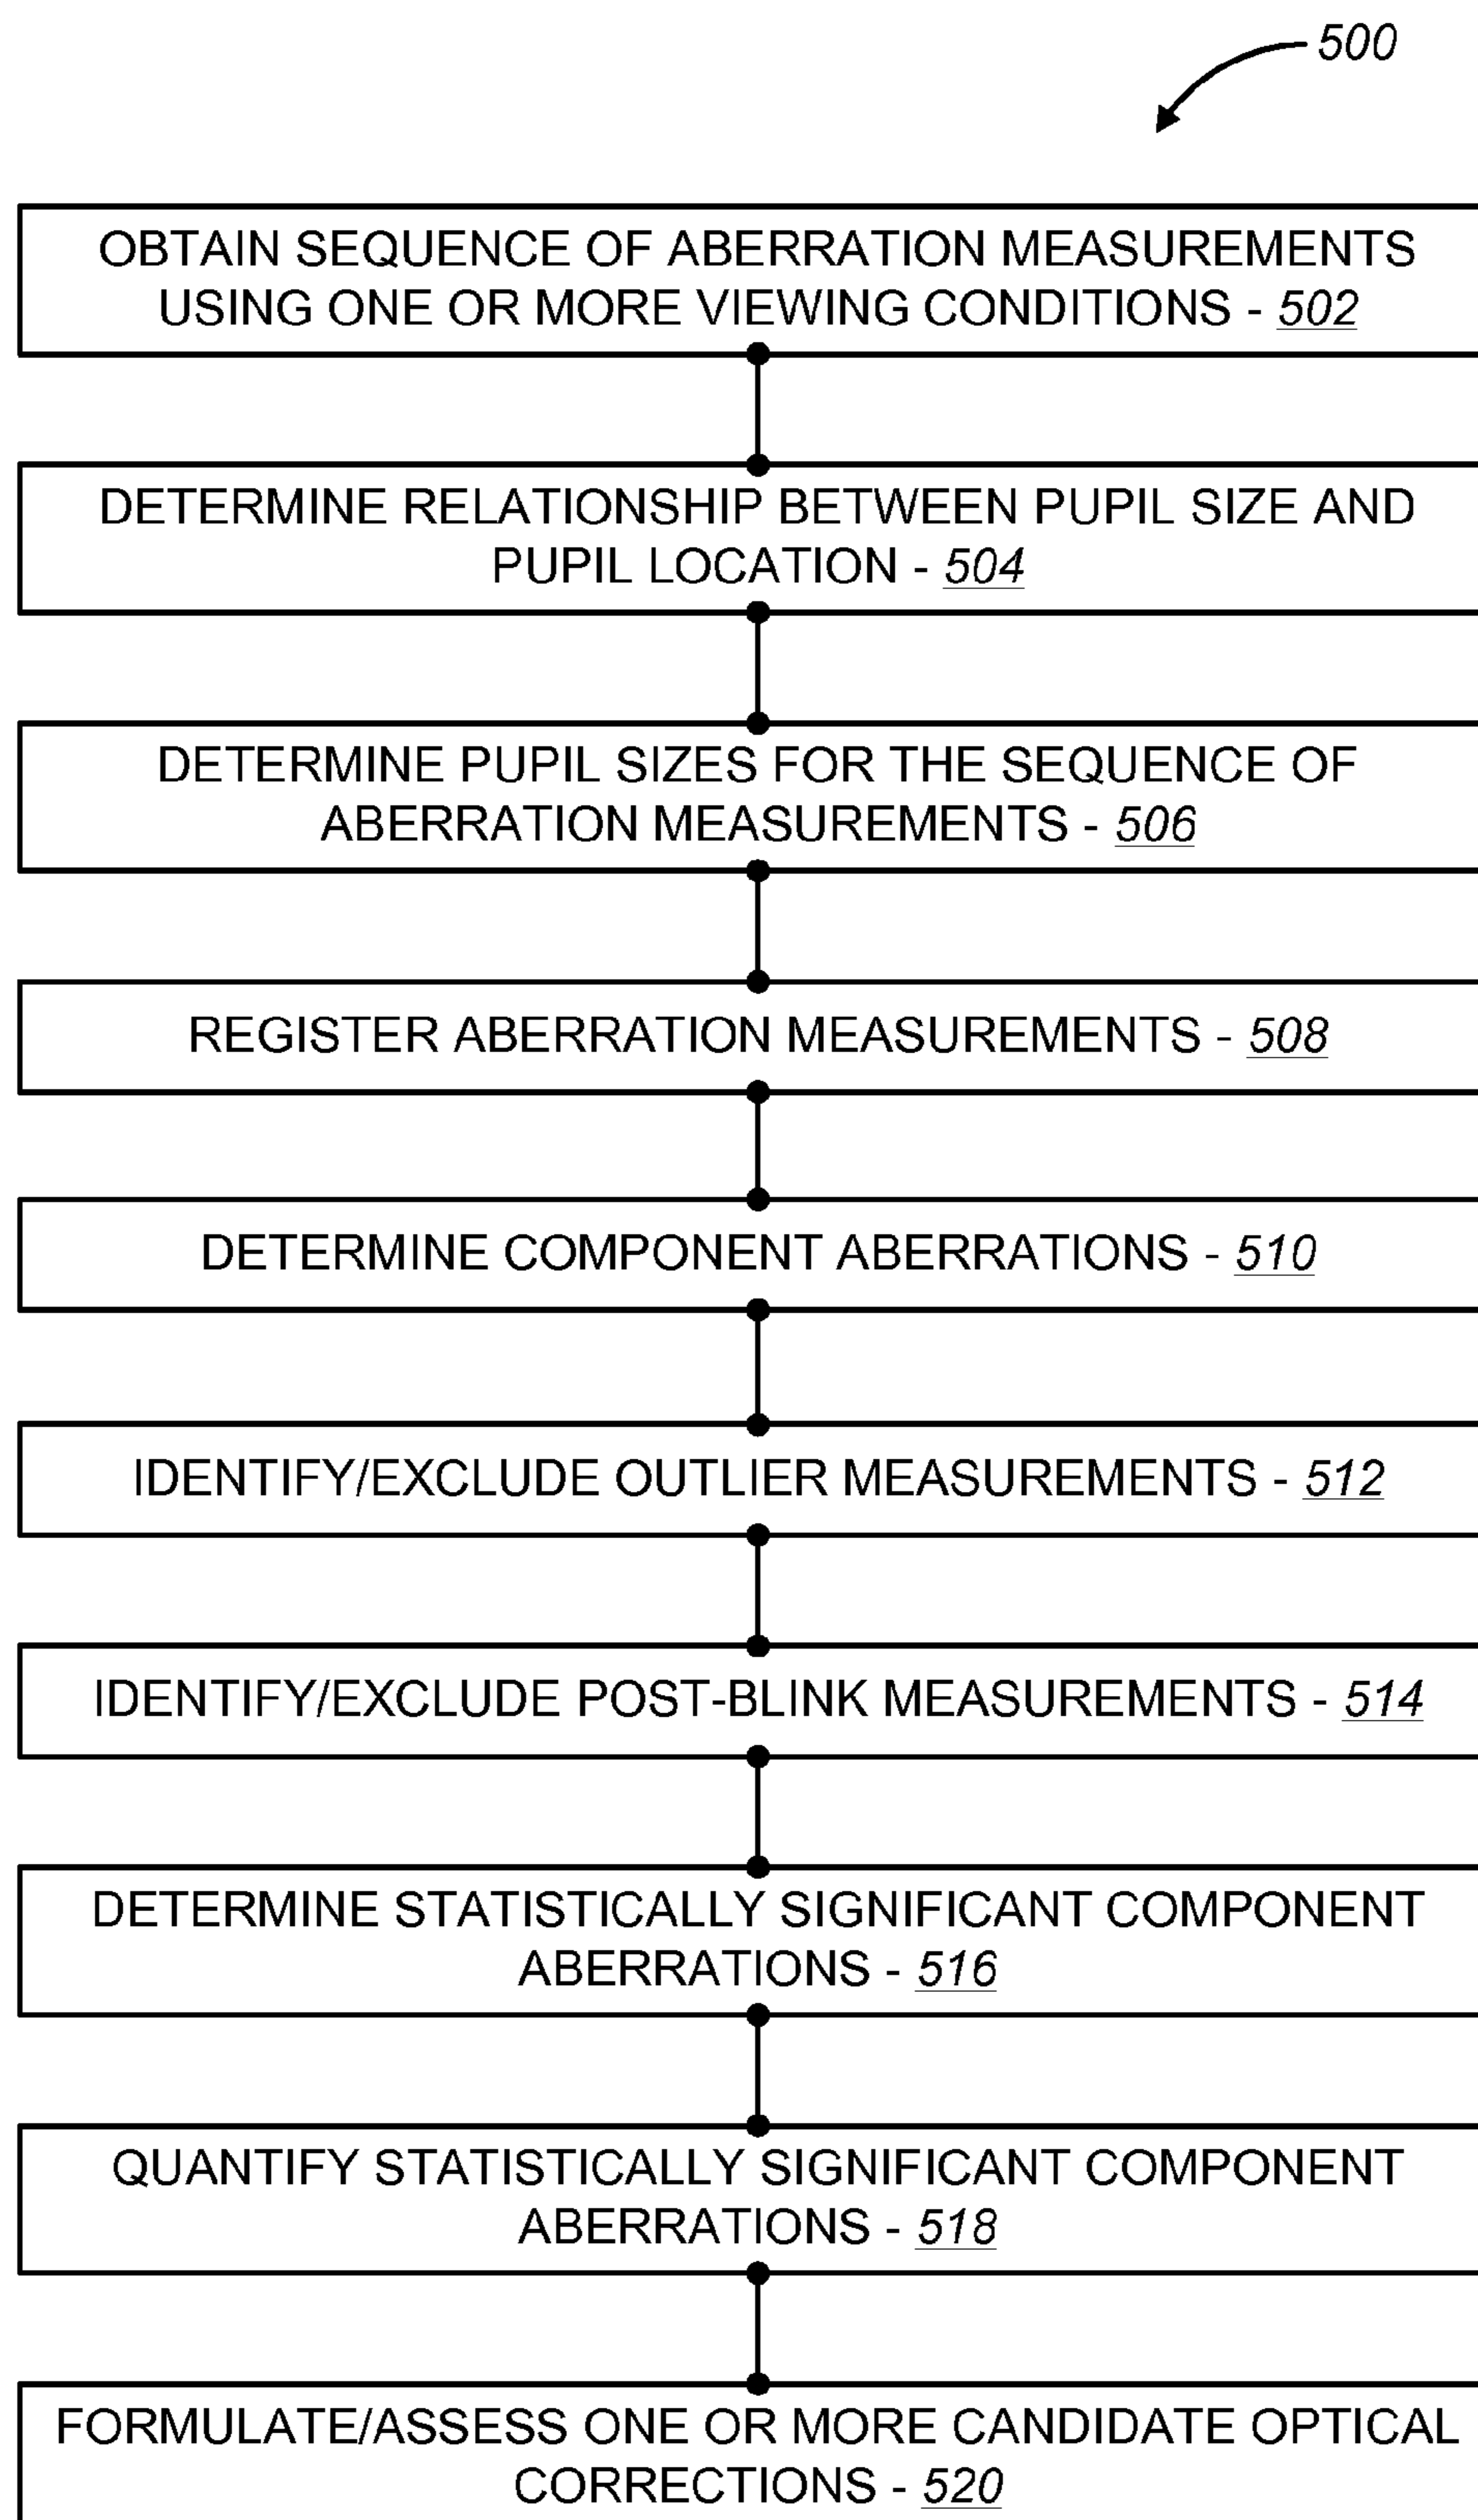 500
OBTAIN SEQUENCE OF ABERRATION MEASUREMENTS
USING ONE OR MORE VIEWING CONDITIONS - 502
DETERMINE RELATIONSHIP BETWEEN PUPIL SIZE AND
PUPIL LOCATION - 504
DETERMINE PUPIL SIZES FOR THE SEQUENCE OF
ABERRATION MEASUREMENTS - 506
REGISTER ABERRATION MEASUREMENTS - 508
DETERMINE COMPONENT ABERRATIONS - 510
IDENTIFY/EXCLUDE OUTLIER MEASUREMENTS - 512
IDENTIFY/EXCLUDE POST-BLINK MEASUREMENTS - 514
DETERMINE STATISTICALLY SIGNIFICANT COMPONENT
ABERRATIONS - 516
QUANTIFY STATISTICALLY SIGNIFICANT COMPONENT
ABERRATIONS - 518
FORMULATE/ASSESS ONE OR MORE CANDIDATE OPTICAL
CORRECTIONS - 520